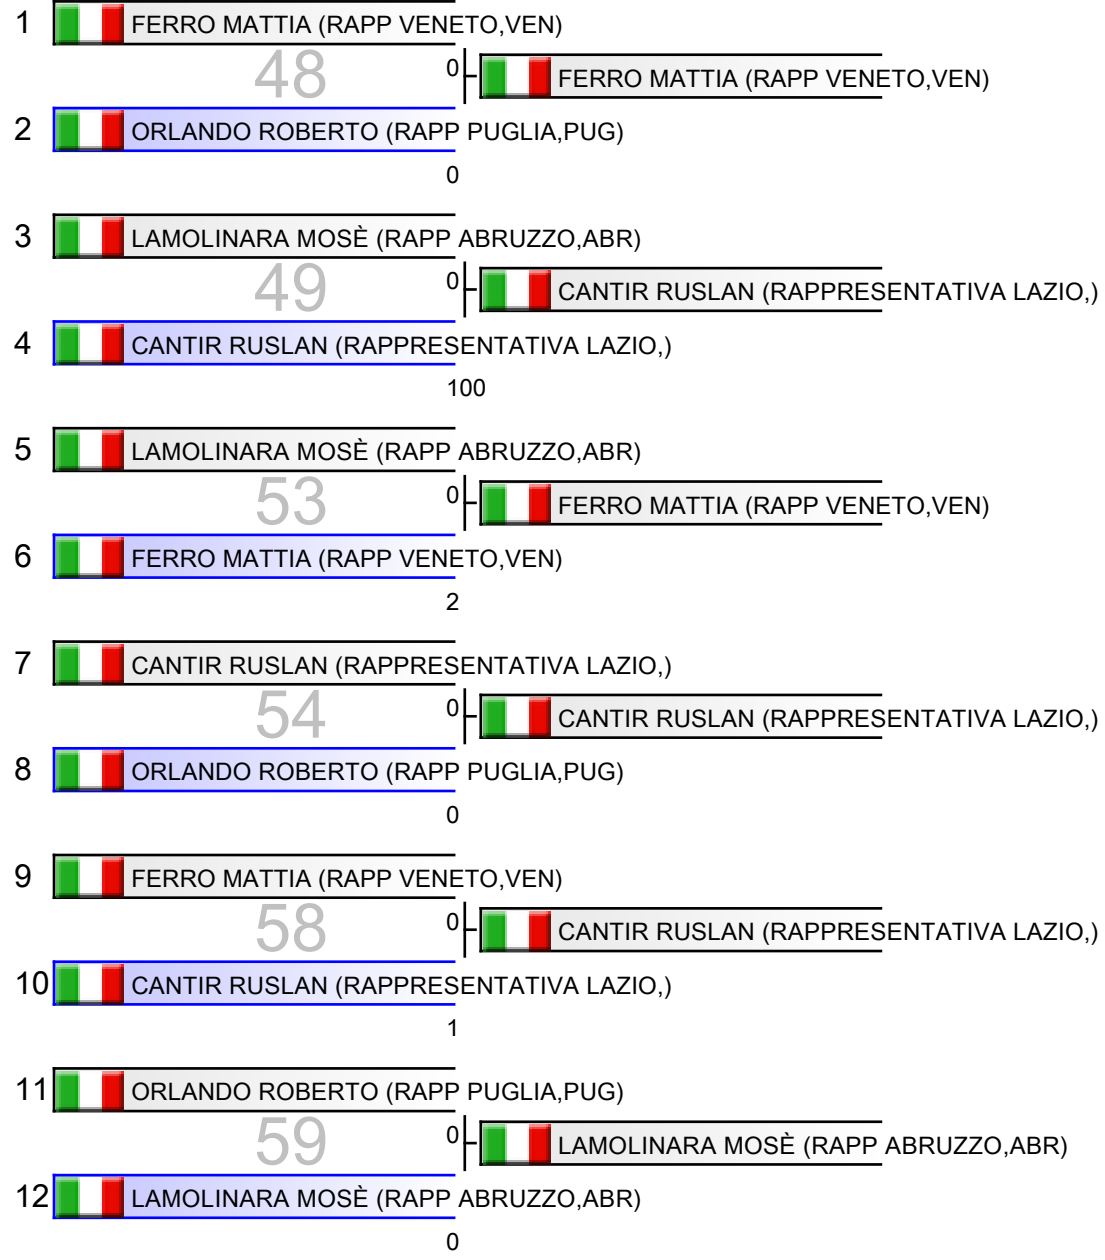 1 FERRO MATTIA (RAPP VENETO,VEN)
48 0 FERRO MATTIA (RAPP VENETO,VEN)
2 ORLANDO ROBERTO (RAPP PUGLIA,PUG)
0
3 LAMOLINARA MOSÈ (RAPP ABRUZZO,ABR)
49 0 CANTIR RUSLAN (RAPPRESENTATIVA LAZIO,)
4 CANTIR RUSLAN (RAPPRESENTATIVA LAZIO,)
100
5 LAMOLINARA MOSÈ (RAPP ABRUZZO,ABR)
53 0 FERRO MATTIA (RAPP VENETO,VEN)
6 FERRO MATTIA (RAPP VENETO,VEN)
2
7 CANTIR RUSLAN (RAPPRESENTATIVA LAZIO,)
54 0 CANTIR RUSLAN (RAPPRESENTATIVA LAZIO,)
8 ORLANDO ROBERTO (RAPP PUGLIA,PUG)
0
9 FERRO MATTIA (RAPP VENETO,VEN)
58 0 CANTIR RUSLAN (RAPPRESENTATIVA LAZIO,)
10 CANTIR RUSLAN (RAPPRESENTATIVA LAZIO,)
1
11 ORLANDO ROBERTO (RAPP PUGLIA,PUG)
59 0 LAMOLINARA MOSÈ (RAPP ABRUZZO,ABR)
12 LAMOLINARA MOSÈ (RAPP ABRUZZO,ABR)
0